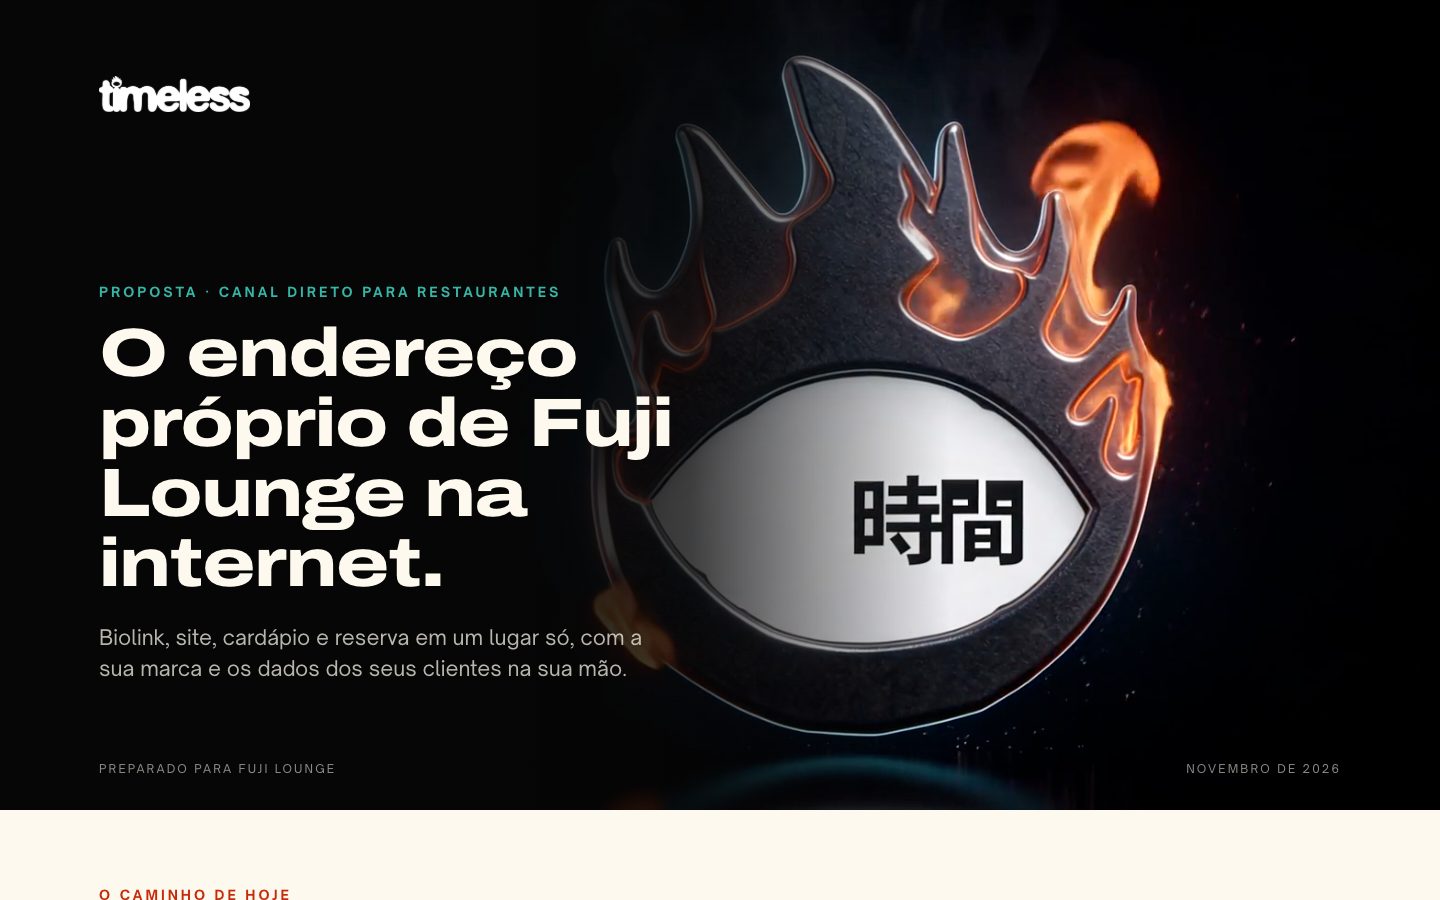 timeless
PROPOSTA · CANAL DIRETO PARA RESTAURANTES
O endereço
próprio de Fuji
Lounge na
internet.
時間
Biolink, site, cardápio e reserva em um lugar só, com a
sua marca e os dados dos seus clientes na sua mão.
PREPARADO PARA FUJI LOUNGE
NOVEMBRO DE 2026
O CAMINHO DE HOJE